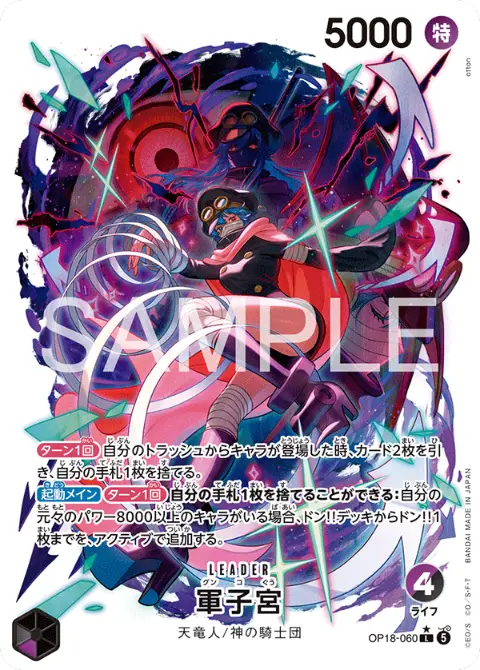 5000 特
otton
SAMPLE
ターン1回 自分のトラッシュからキャラが登場した時、カード2枚を引
き、自分の手札1枚を捨てる。
起動メイン ターン1回 自分の手札1枚を捨てることができる:自分の
元々のパワー8000以上のキャラがいる場合、ドン!!デッキからドン!!1
枚までを、アクティブで追加する。
LEADER
グンコぐう
軍子宮
天竜人/神の騎士団
4
ライフ
OP18-060 L 5
©E.O/S ©O./S・F・T BANDAI MADE IN JAPAN